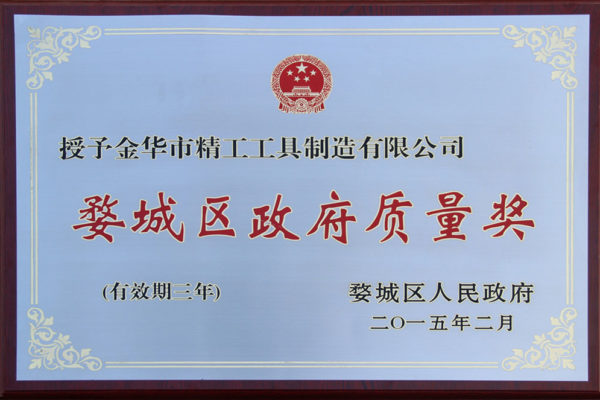 授予金华市精工工具制造有限公司
婺城区政府质量奖
(有效期三年)
婺城区人民政府
二〇一五年二月